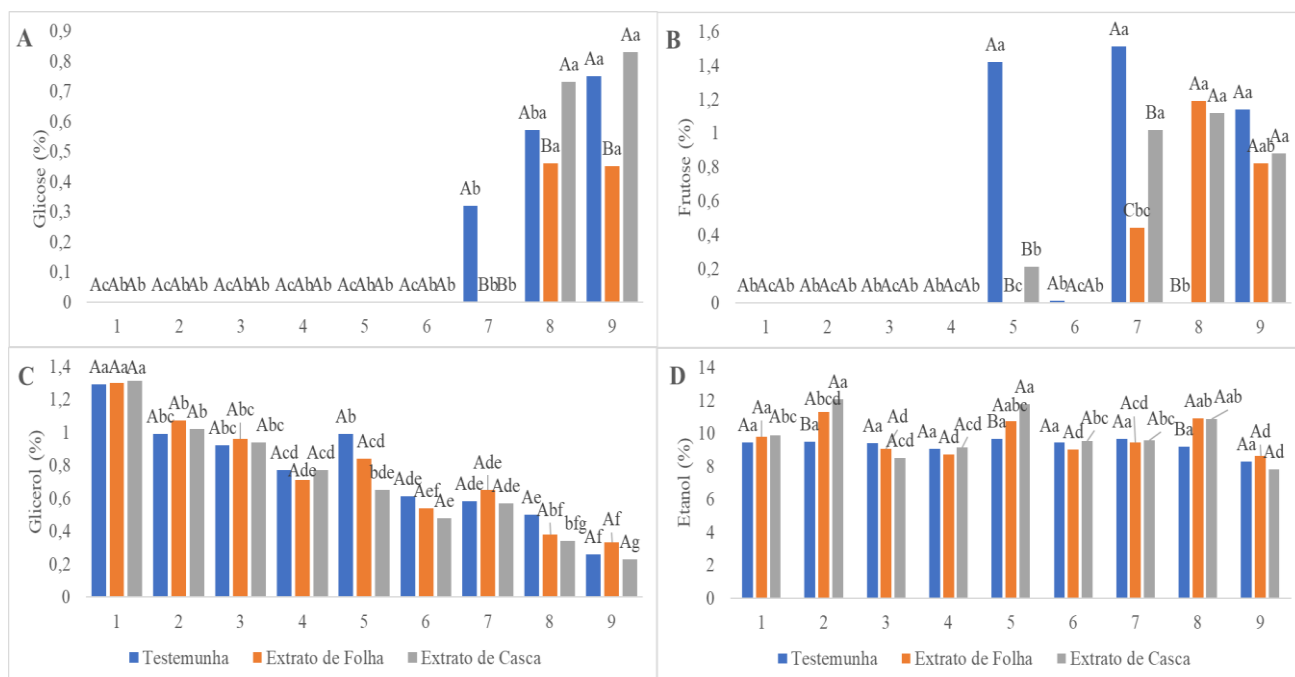 A
Glicose (%)
0,9
0,8
0,7
0,6
0,5
0,4
0,3
0,2
0,1
0
AcAbAb AcAbAb AcAbAb AcAbAb AcAbAb AcAbAb Ab BbBb Aba Ba Aa Aa Ba Aa
1 2 3 4 5 6 7 8 9
B
Frutose (%)
1,6
1,4
1,2
1
0,8
0,6
0,4
0,2
0
AbAcAb AbAcAb AbAcAb AbAcAb Aa Bc Bb Ab AcAb Aa Cbc Ba Bb Aa Aa Aa Aab Aa
1 2 3 4 5 6 7 8 9
C
Glicerol (%)
1,4
1,2
1
0,8
0,6
0,4
0,2
0
AaAa Aa Abc Ab Ab Abc Abc Abc Acd Ade Acd Ab Acd bde Ade Aef Ae Ade Ade Ade Ae Abf bfg Af Af Ag
1 2 3 4 5 6 7 8 9
D
Etanol (%)
14
12
10
8
6
4
2
0
Aa Aa Abc Ba Abcd Aa Aa Ad Acd Aa Ad Acd Ba Aabc Aa Aa Ad Abc Aa Acd Abc Ba Aab Aab Aa Ad Ad
1 2 3 4 5 6 7 8 9
Testemunha Extrato de Folha Extrato de Casca
Testemunha Extrato de Folha Extrato de Casca